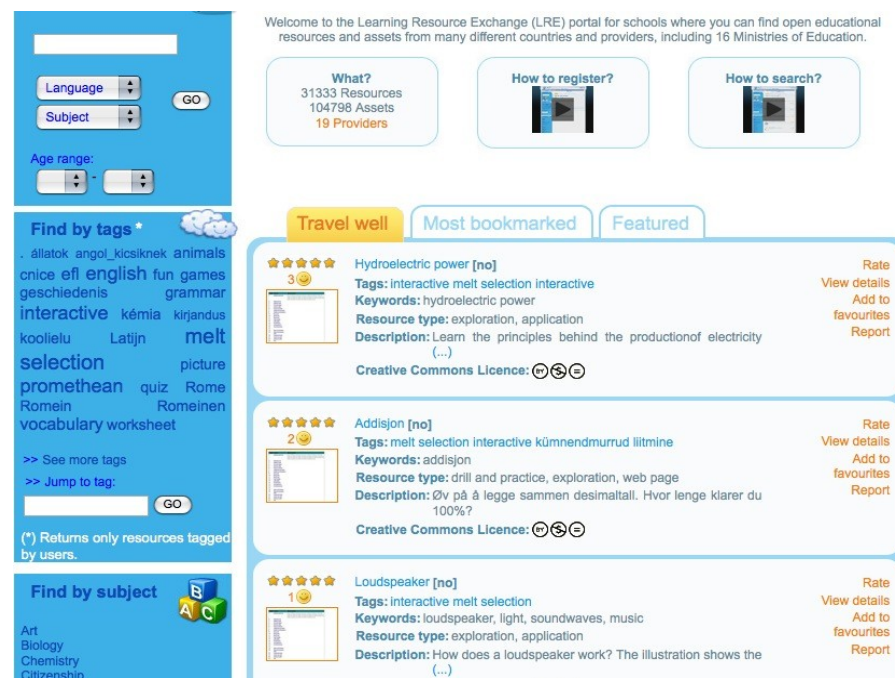 Welcome to the Learning Resource Exchange (LRE) portal for schools where you can find open educational
resources and assets from many different countries and providers, including 16 Ministries of Education.
Language
Subject
GO
Age range:
-
What?
31333 Resources
104798 Assets
19 Providers
How to register?
How to search?
Find by tags *
. állatok angol_kicsiknek animals
cnice efl english fun games
geschiedenis grammar
interactive kémia kirjandus
koolielu Latijn melt
selection picture
promethean quiz Rome
Romein Romeinen
vocabulary worksheet
>> See more tags
>> Jump to tag:
GO
(*) Returns only resources tagged
by users.
Find by subject
B
A C
Art
Biology
Chemistry
Citizenship
Travel well
Most bookmarked
Featured
3
Hydroelectric power [no]
Tags: interactive melt selection interactive
Keywords: hydroelectric power
Resource type: exploration, application
Description: Learn the principles behind the productionof electricity
(...)
Creative Commons Licence: BY $ =
Rate
View details
Add to
favourites
Report
2
Addisjon [no]
Tags: melt selection interactive kümnendmurrud liitmine
Keywords: addisjon
Resource type: drill and practice, exploration, web page
Description: Øv på å legge sammen desimaltall. Hvor lenge klarer du
100%?
Creative Commons Licence: BY $ =
Rate
View details
Add to
favourites
Report
1
Loudspeaker [no]
Tags: interactive melt selection
Keywords: loudspeaker, light, soundwaves, music
Resource type: exploration, application
Description: How does a loudspeaker work? The illustration shows the
(...)
Rate
View details
Add to
favourites
Report